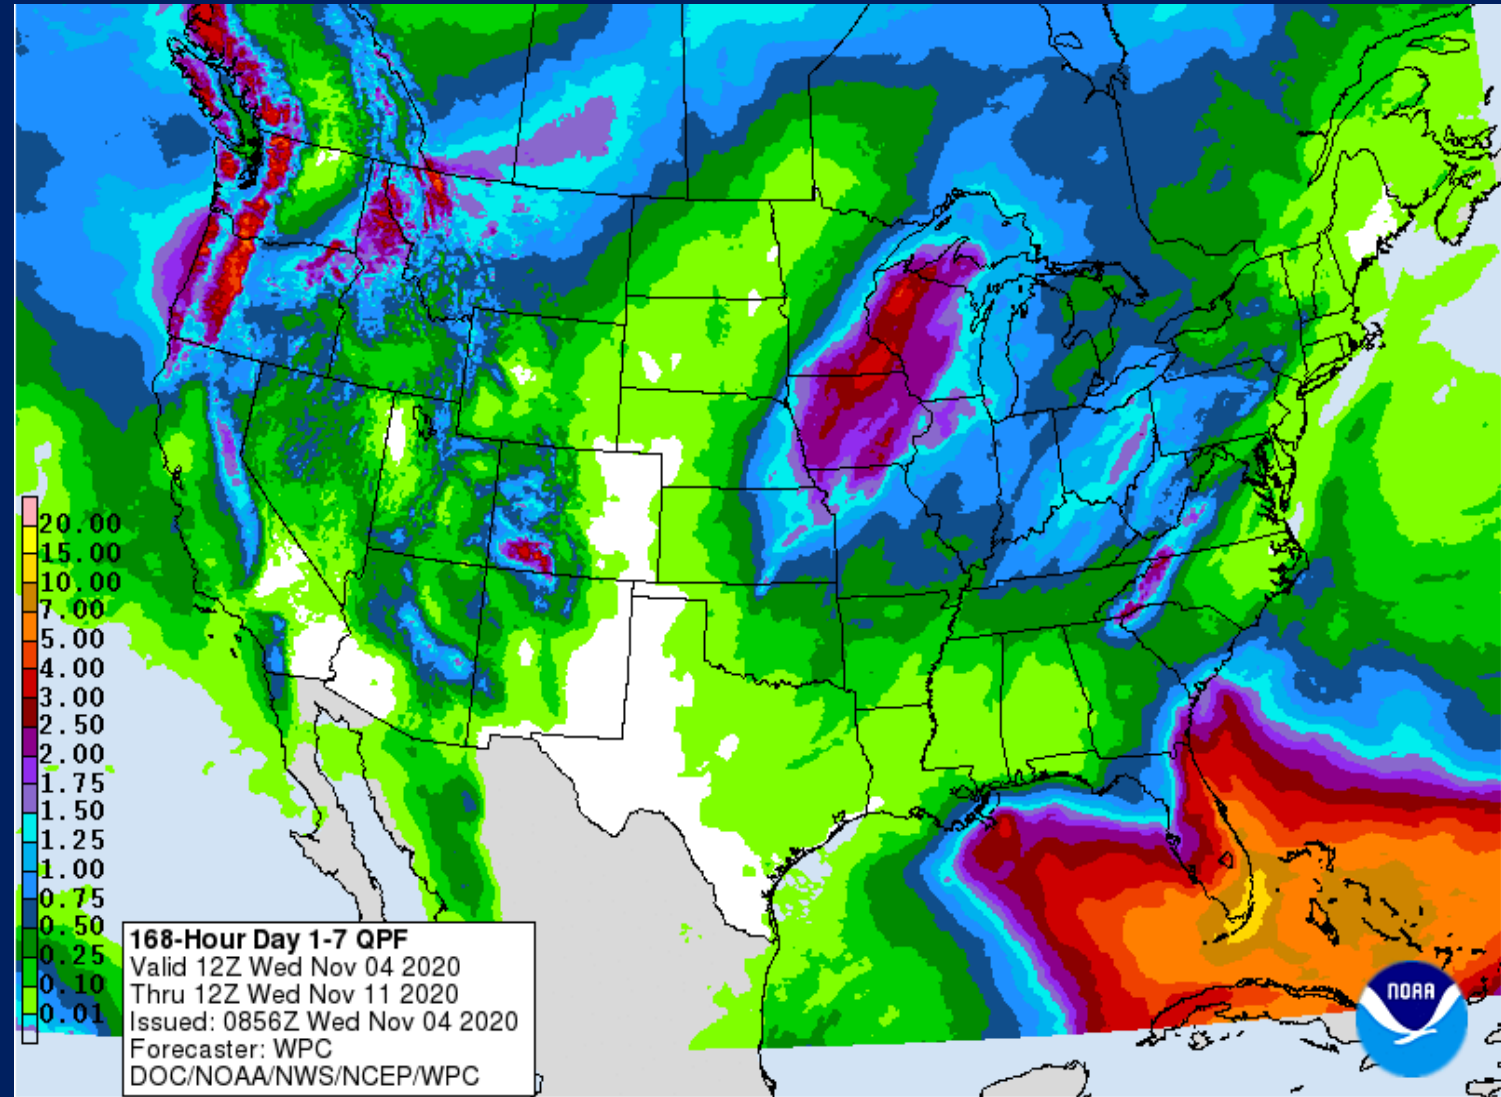 20.00
15.00
10.00
7.00
5.00
4.00
3.00
2.50
2.00
1.75
1.50
1.25
1.00
0.75
0.50
0.25
0.10
0.01
168-Hour Day 1-7 QPF
Valid 12Z Wed Nov 04 2020
Thru 12Z Wed Nov 11 2020
Issued: 0856Z Wed Nov 04 2020
Forecaster: WPC
DOC/NOAA/NWS/NCEP/WPC
NOAA